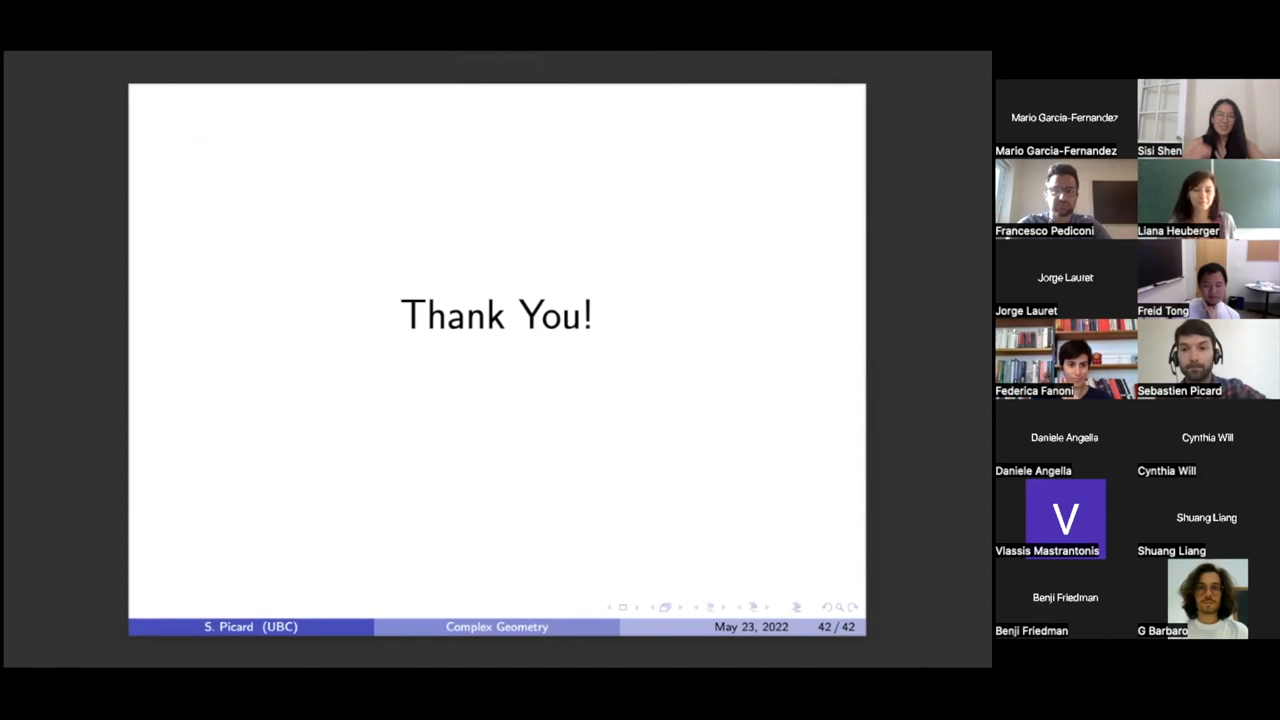 Thank You!
S. Picard (UBC) Complex Geometry May 23, 2022 42 / 42
Mario Garcia-Fernandez
Mario Garcia-Fernandez
Sisi Shen
Francesco Pediconi
Liana Heuberger
Jorge Lauret
Jorge Lauret
Freid Tong
Federica Fanoni
Sebastien Picard
Daniele Angella
Daniele Angella
Cynthia Will
Cynthia Will
V
Vlassis Mastrantonis
Shuang Liang
Shuang Liang
Benji Friedman
Benji Friedman
G Barbaro